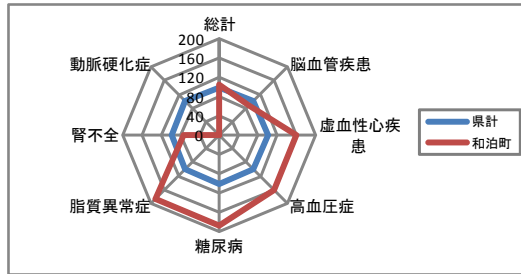 総計
脳血管疾患
虚血性心疾
患
高血圧症
糖尿病
脂質異常症
腎不全
動脈硬化症
200
160
120
80
40
0
県計
和泊町